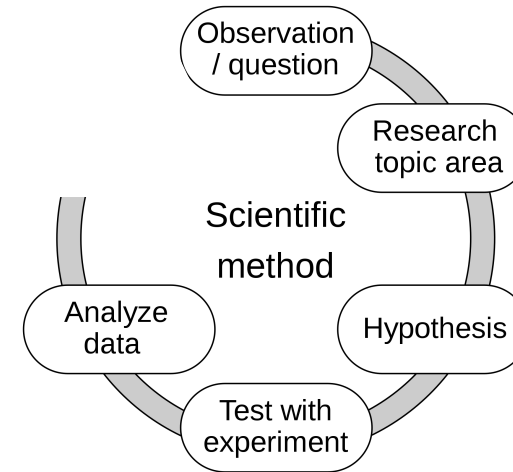 Observation
/ question
Research
topic area
Scientific
method
Hypothesis
Test with
experiment
Analyze
data